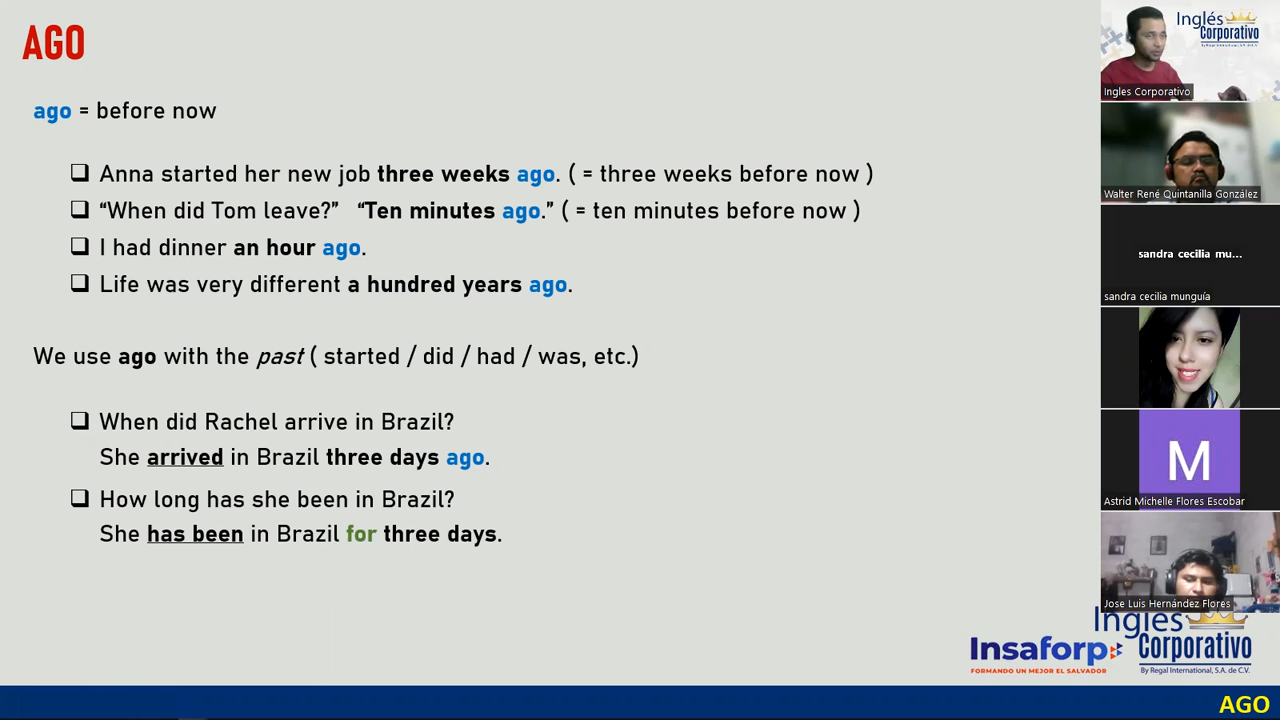 AGO
ago = before now
❑ Anna started her new job three weeks ago. ( = three weeks before now )
❑ “When did Tom leave?” “Ten minutes ago.” ( = ten minutes before now )
❑ I had dinner an hour ago.
❑ Life was very different a hundred years ago.
We use ago with the past ( started / did / had / was, etc.)
❑ When did Rachel arrive in Brazil?
She arrived in Brazil three days ago.
❑ How long has she been in Brazil?
She has been in Brazil for three days.
Inglés
Corporativo
Ingles Corporativo
Walter René Quintanilla González
sandra cecilia mu...
sandra cecilia munguía
M
Astrid Michelle Flores Escobar
Jose Luis Hernández Flores
Insaforp
FORMANDO UN MEJOR EL SALVADOR
Inglés
Corporativo
By Regal International, S.A. de C.V.
AGO